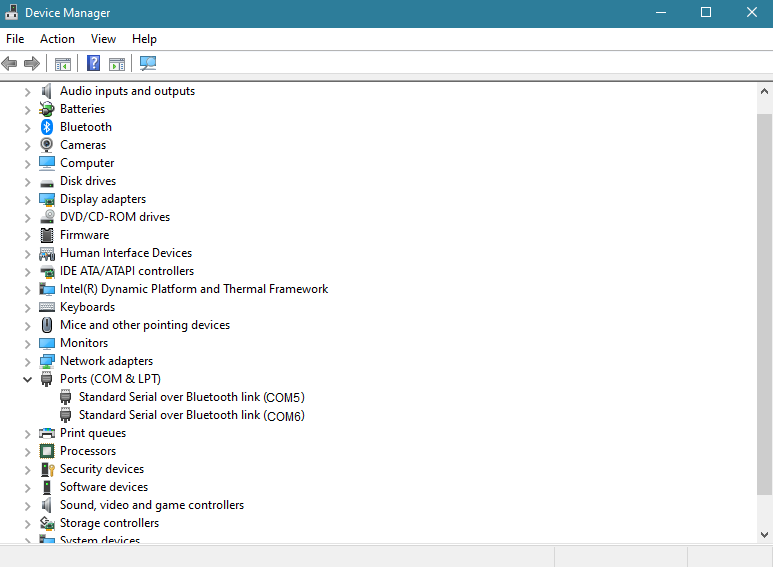 Device Manager
File Action View Help
Audio inputs and outputs
Batteries
Bluetooth
Cameras
Computer
Disk drives
Display adapters
DVD/CD-ROM drives
Firmware
Human Interface Devices
IDE ATA/ATAPI controllers
Intel(R) Dynamic Platform and Thermal Framework
Keyboards
Mice and other pointing devices
Monitors
Network adapters
Ports (COM & LPT)
Standard Serial over Bluetooth link (COM5)
Standard Serial over Bluetooth link (COM6)
Print queues
Processors
Security devices
Software devices
Sound, video and game controllers
Storage controllers
System devices